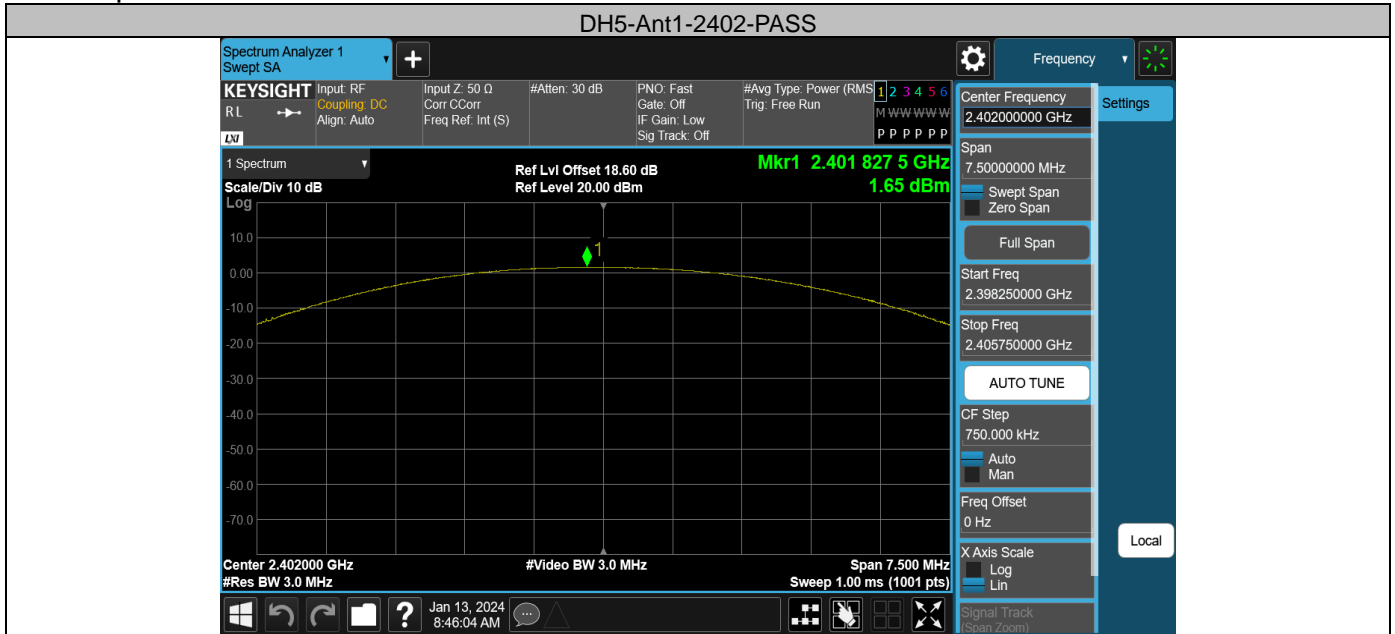 DH5-Ant1-2402-PASS
Spectrum Analyzer 1
Swept SA
Frequency
KEYSIGHT
RL
LXI
Input: RF
Coupling: DC
Align: Auto
Input Z: 50 Ω
Corr CCorr
Freq Ref: Int (S)
#Atten: 30 dB
PNO: Fast
Gate: Off
IF Gain: Low
Sig Track: Off
#Avg Type: Power (RMS
Trig: Free Run
1 2 3 4 5 6
M W W W W W
P P P P P P
1 Spectrum
Scale/Div 10 dB
Log
Ref Lvl Offset 18.60 dB
Ref Level 20.00 dBm
Mkr1 2.401 827 5 GHz
1.65 dBm
10.0
0.00
-10.0
-20.0
-30.0
-40.0
-50.0
-60.0
-70.0
1
Center 2.402000 GHz
#Res BW 3.0 MHz
#Video BW 3.0 MHz
Span 7.500 MHz
Sweep 1.00 ms (1001 pts)
Center Frequency
2.402000000 GHz
Span
7.50000000 MHz
Swept Span
Zero Span
Full Span
Start Freq
2.398250000 GHz
Stop Freq
2.405750000 GHz
AUTO TUNE
CF Step
750.000 kHz
Auto
Man
Freq Offset
0 Hz
X Axis Scale
Log
Lin
Signal Track
(Span Zoom)
Settings
Local
?
Jan 13, 2024
8:46:04 AM